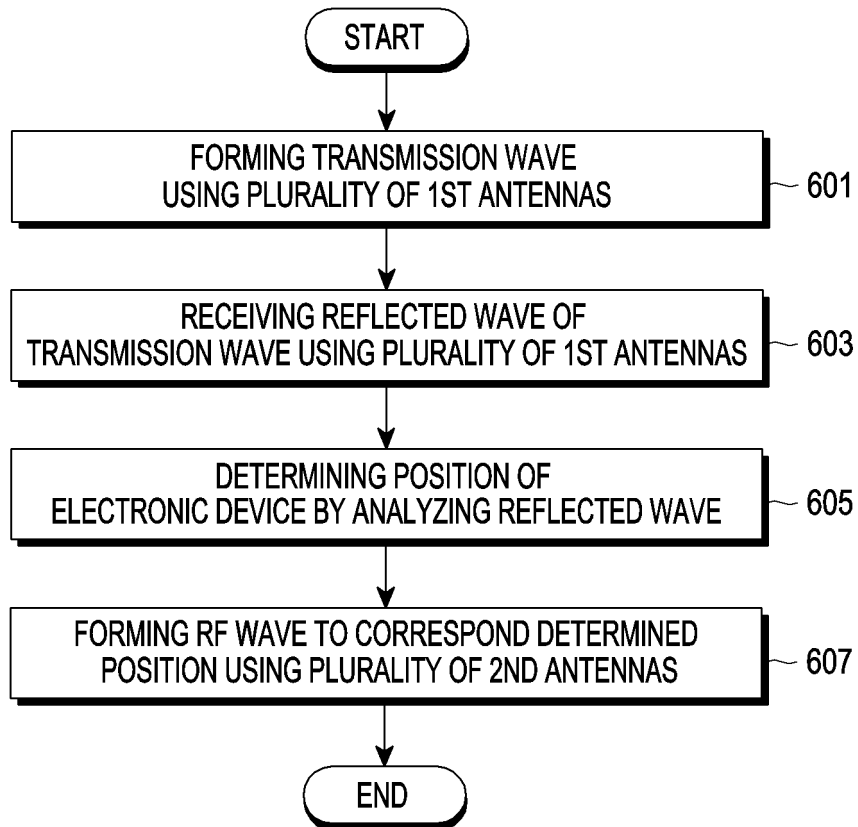 START
FORMING TRANSMISSION WAVE
USING PLURALITY OF 1ST ANTENNAS
601
RECEIVING REFLECTED WAVE OF
TRANSMISSION WAVE USING PLURALITY OF 1ST ANTENNAS
603
DETERMINING POSITION OF
ELECTRONIC DEVICE BY ANALYZING REFLECTED WAVE
605
FORMING RF WAVE TO CORRESPOND DETERMINED
POSITION USING PLURALITY OF 2ND ANTENNAS
607
END